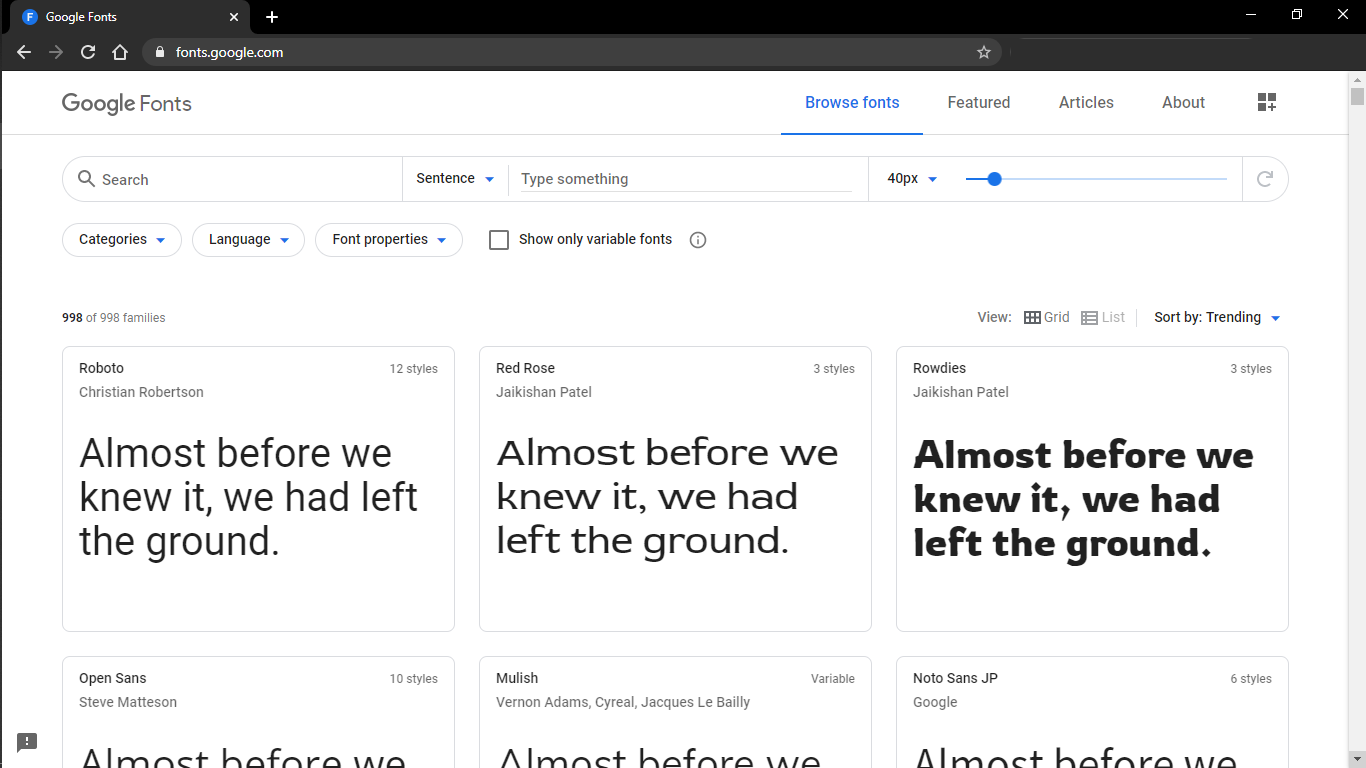 Google Fonts
fonts.google.com
Google Fonts
Browse fonts Featured Articles About
Search Sentence Type something 40px
Categories Language Font properties Show only variable fonts
998 of 998 families View: Grid List Sort by: Trending
Roboto 12 styles
Christian Robertson
Almost before we
knew it, we had left
the ground.
Red Rose 3 styles
Jaikishan Patel
Almost before we
knew it, we had
left the ground.
Rowdies 3 styles
Jaikishan Patel
Almost before we
knew it, we had
left the ground.
Open Sans 10 styles
Steve Matteson
Almost before we
Mulish Variable
Vernon Adams, Cyreal, Jacques Le Bailly
Almost before we
Noto Sans JP 6 styles
Google
Almost before we